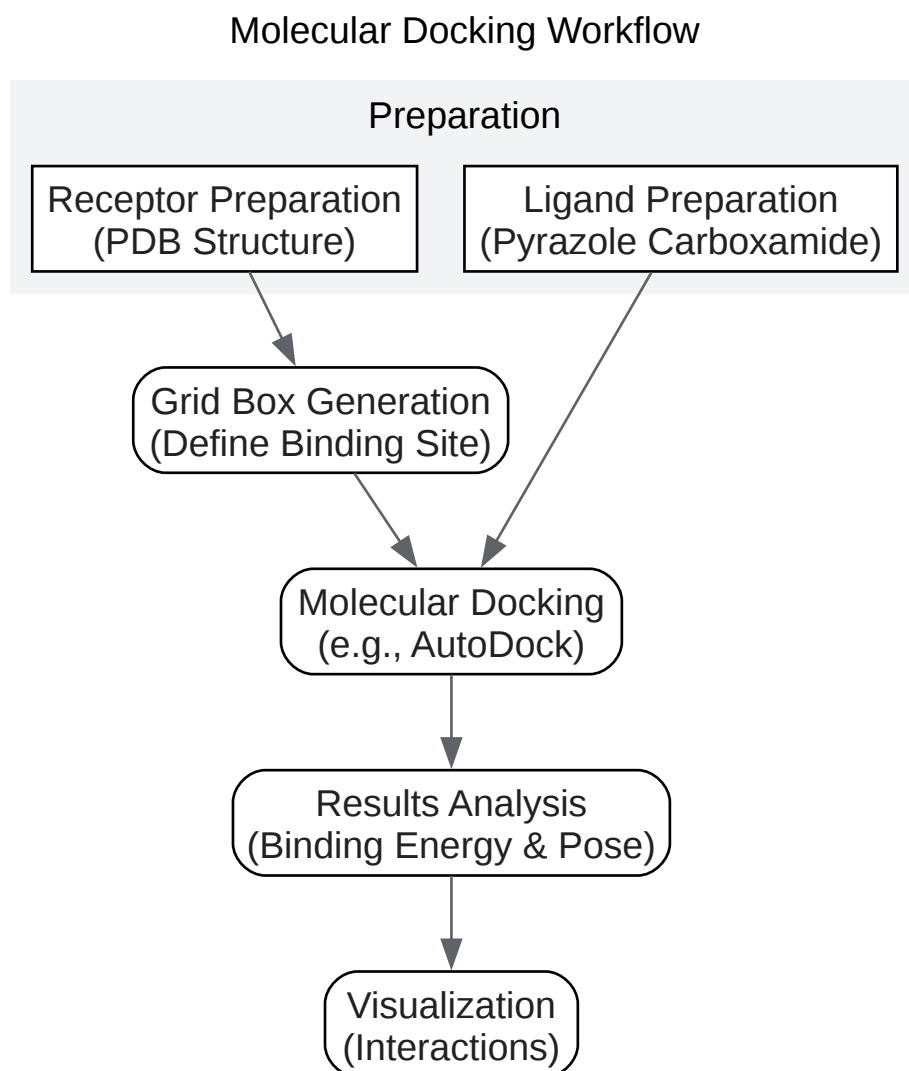 Molecular Docking Workflow
Preparation
Receptor Preparation
(PDB Structure)
Ligand Preparation
(Pyrazole Carboxamide)
Grid Box Generation
(Define Binding Site)
Molecular Docking
(e.g., AutoDock)
Results Analysis
(Binding Energy & Pose)
Visualization
(Interactions)